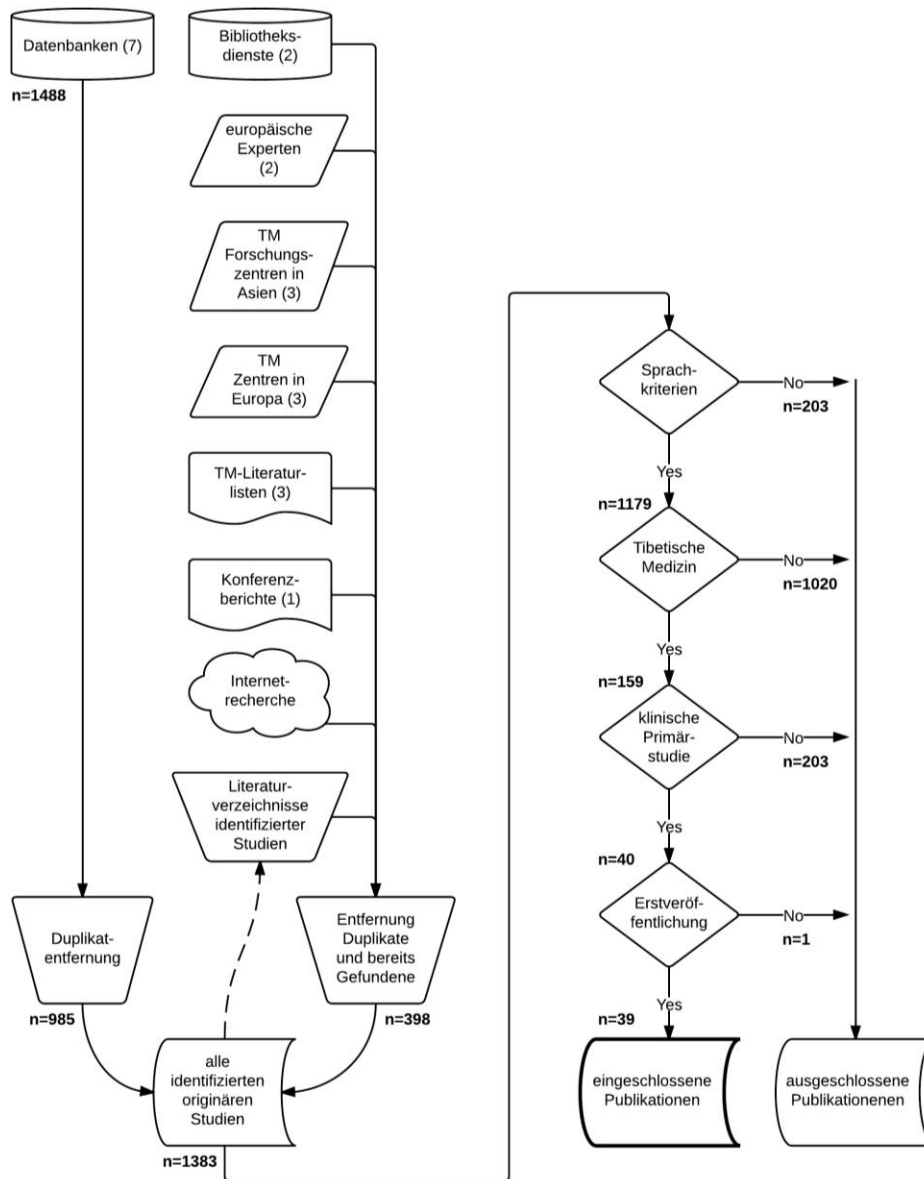 Datenbanken (7)
n=1488
Bibliotheks-
dienste (2)
europäische
Experten
(2)
TM
Forschungs-
zentren in
Asien (3)
TM
Zentren in
Europa (3)
TM-Literatur-
listen (3)
Konferenz-
berichte (1)
Internet-
recherche
Literatur-
verzeichnisse
identifizierter
Studien
Duplikat-
entfernung
n=985
Entfernung
Duplikate
und bereits
Gefundene
n=398
alle
identifizierten
originären
Studien
n=1383
Sprach-
kriterien
No
n=203
Yes
n=1179
Tibetische
Medizin
No
n=1020
Yes
n=159
klinische
Primär-
studie
No
n=203
Yes
n=40
Erstveröf-
fentlichung
No
n=1
Yes
n=39
eingeschlossene
Publikationen
ausgeschlossene
Publikationenen